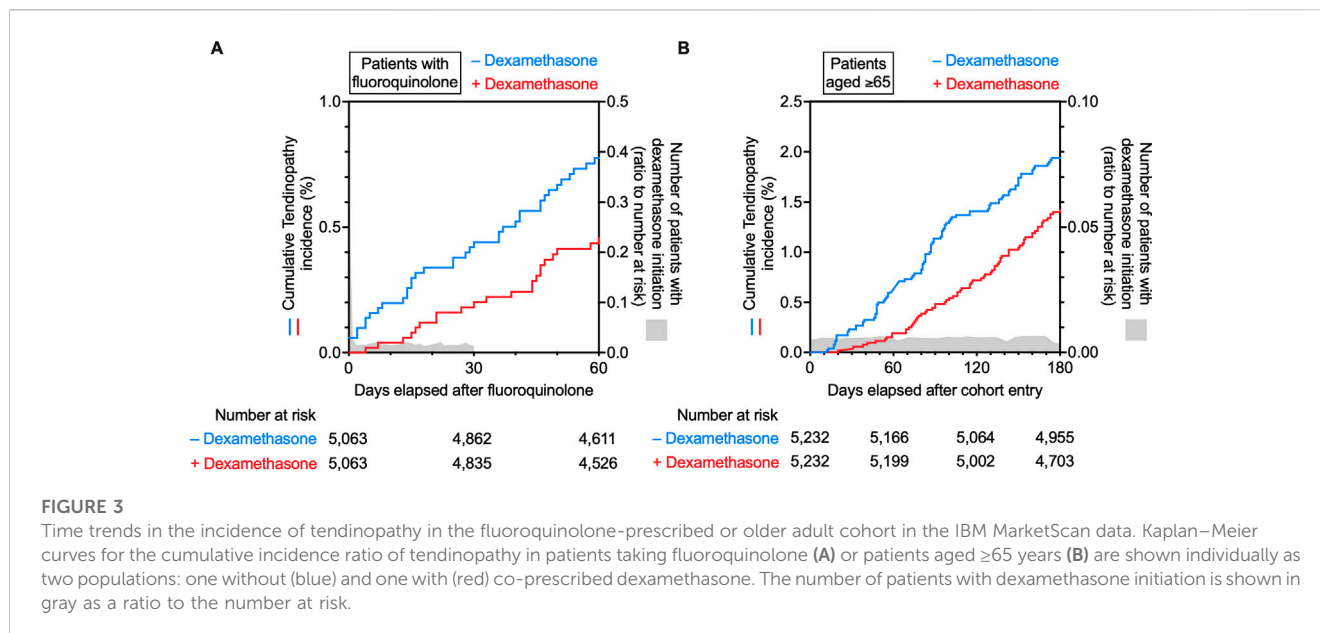 A
Patients with
fluoroquinolone
– Dexamethasone
+ Dexamethasone
Cumulative Tendinopathy
incidence (%)
1.0
0.5
0.0
0.5
0.4
0.3
0.2
0.1
0.0
Number of patients with
dexamethasone initiation
(ratio to number at risk)
0
30
60
Days elapsed after fluoroquinolone
Number at risk
– Dexamethasone 5,063 4,862 4,611
+ Dexamethasone 5,063 4,835 4,526
B
Patients
aged ≥65
– Dexamethasone
+ Dexamethasone
Cumulative Tendinopathy
incidence (%)
2.5
2.0
1.5
1.0
0.5
0.0
0.10
0.05
0.00
Number of patients with
dexamethasone initiation
(ratio to number at risk)
0
60
120
180
Days elapsed after cohort entry
Number at risk
– Dexamethasone 5,232 5,166 5,064 4,955
+ Dexamethasone 5,232 5,199 5,002 4,703
FIGURE 3
Time trends in the incidence of tendinopathy in the fluoroquinolone-prescribed or older adult cohort in the IBM MarketScan data. Kaplan–Meier
curves for the cumulative incidence ratio of tendinopathy in patients taking fluoroquinolone (A) or patients aged ≥65 years (B) are shown individually as
two populations: one without (blue) and one with (red) co-prescribed dexamethasone. The number of patients with dexamethasone initiation is shown in
gray as a ratio to the number at risk.